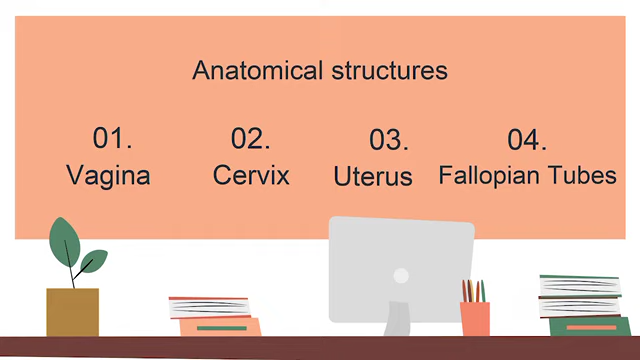 Anatomical structures
01. 02. 03. 04.
Vagina Cervix Uterus Fallopian Tubes